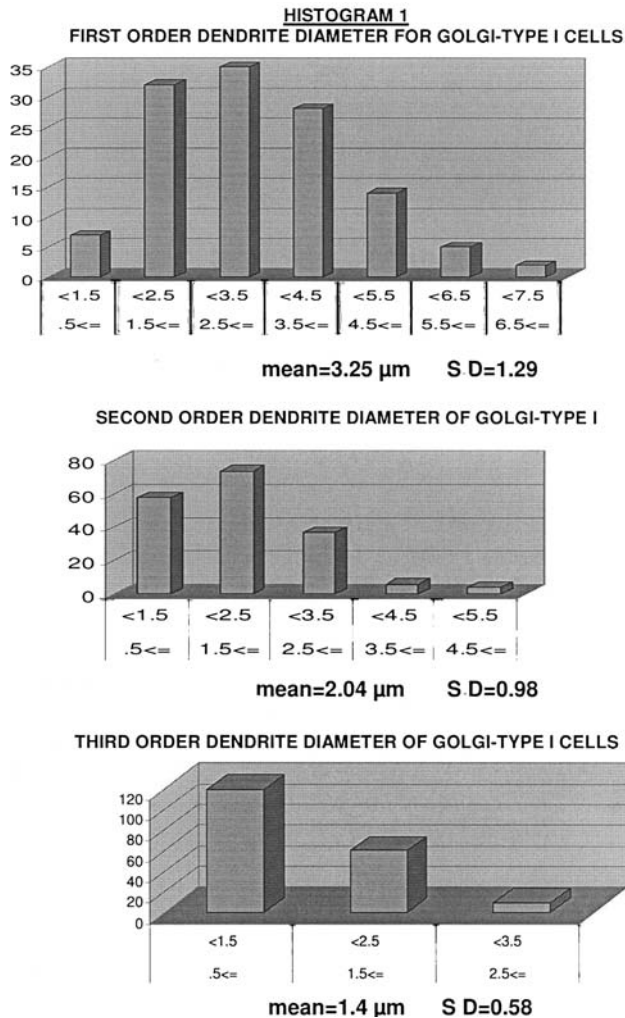 HISTOGRAM 1
FIRST ORDER DENDRITE DIAMETER FOR GOLGI-TYPE I CELLS
35
30
25
20
15
10
5
0
<1.5 <2.5 <3.5 <4.5 <5.5 <6.5 <7.5
.5<= 1.5<= 2.5<= 3.5<= 4.5<= 5.5<= 6.5<=
mean=3.25 µm S.D=1.29
SECOND ORDER DENDRITE DIAMETER OF GOLGI-TYPE I
80
60
40
20
0
<1.5 <2.5 <3.5 <4.5 <5.5
.5<= 1.5<= 2.5<= 3.5<= 4.5<=
mean=2.04 µm S.D=0.98
THIRD ORDER DENDRITE DIAMETER OF GOLGI-TYPE I CELLS
120
100
80
60
40
20
0
<1.5 <2.5 <3.5
.5<= 1.5<= 2.5<=
mean=1.4 µm S D=0.58